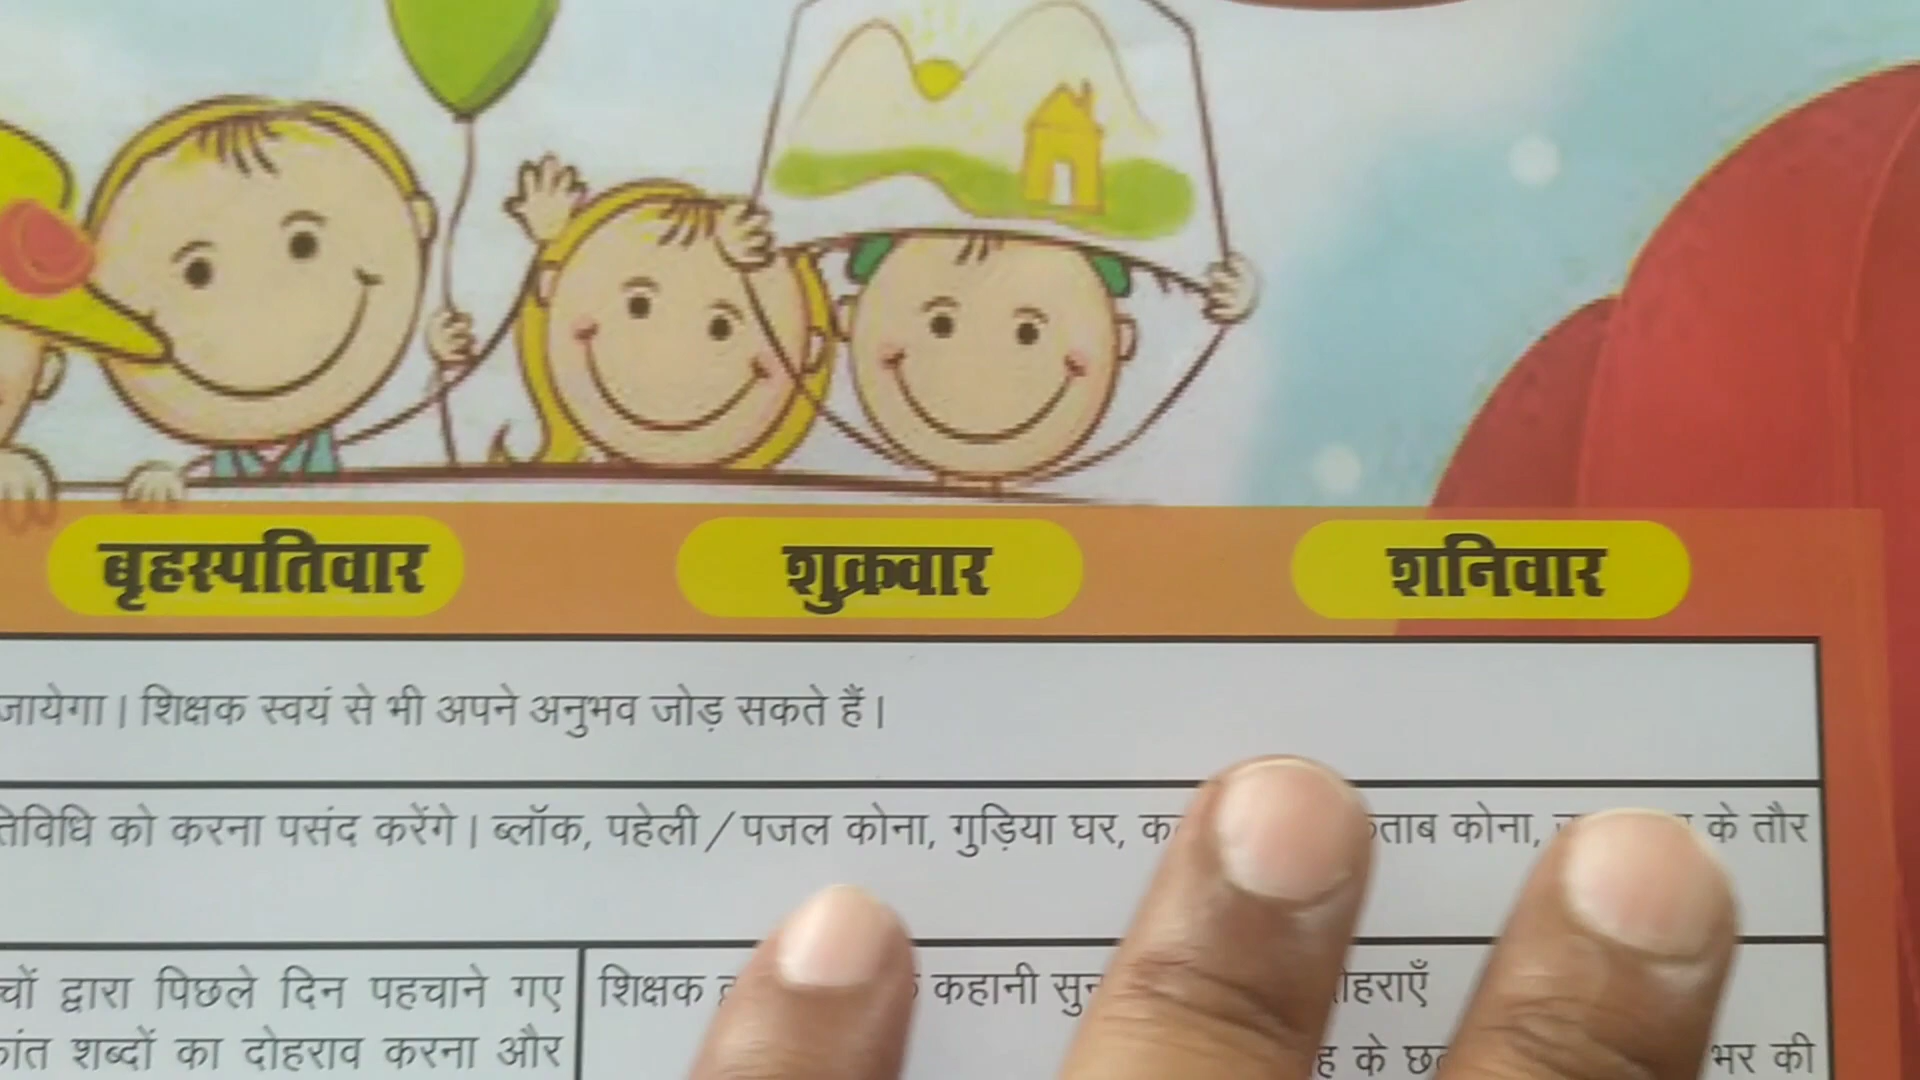 बृहस्पतिवार शुक्रवार शनिवार
जायेगा। शिक्षक स्वयं से भी अपने अनुभव जोड़ सकते हैं।
को करना पसंद करेंगे। ब्लॉक, पहेली/पजल कोना, गुड़िया घर, कोना, के तौर
द्वारा पिछले दिन पहचाने गए
शब्दों का दोहराव करना और
शिक्षक कहानी
के भर की